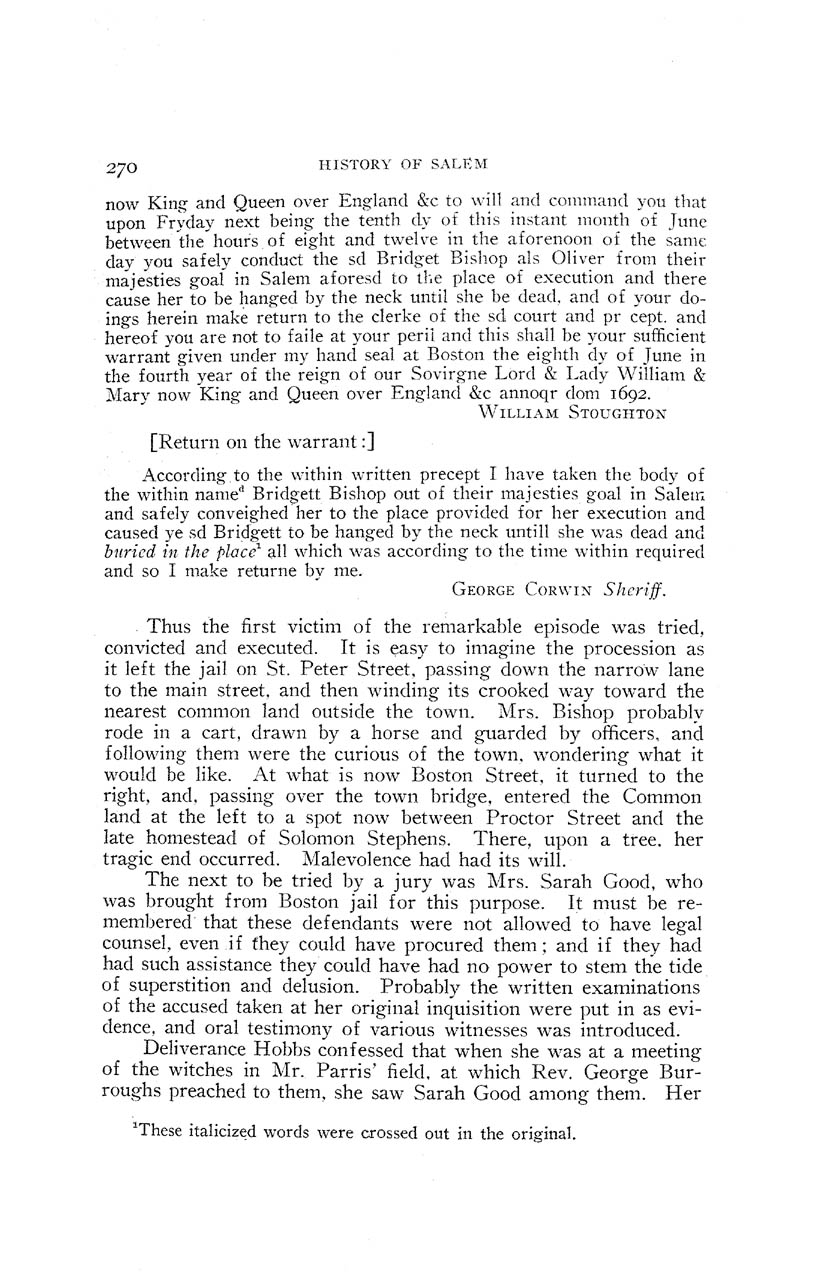 270 HISTORY OF SALEM
now King and Queen over England &c to will and command you that
upon Fryday next being the tenth dy of this instant month of June
between the hours of eight and twelve in the aforenoon of the same
day you safely conduct the sd Bridget Bishop als Oliver from their
majesties goal in Salem aforesd to the place of execution and there
cause her to be hanged by the neck until she be dead, and of your do-
ings herein make return to the clerke of the sd court and pr cept. and
hereof you are not to faile at your peril and this shall be your sufficient
warrant given under my hand seal at Boston the eighth dy of June in
the fourth year of the reign of our Sovirgne Lord & Lady William &
Mary now King and Queen over England &c annoqr dom 1692.
WILLIAM STOUGHTON
[Return on the warrant:]
According to the within written precept I have taken the body of
the within nameᵈ Bridgett Bishop out of their majesties goal in Salem
and safely conveighed her to the place provided for her execution and
caused ye sd Bridgett to be hanged by the neck untill she was dead and
buried in the place¹ all which was according to the time within required
and so I make returne by me.
GEORGE CORWIN Sheriff.
Thus the first victim of the remarkable episode was tried,
convicted and executed. It is easy to imagine the procession as
it left the jail on St. Peter Street, passing down the narrow lane
to the main street, and then winding its crooked way toward the
nearest common land outside the town. Mrs. Bishop probably
rode in a cart, drawn by a horse and guarded by officers, and
following them were the curious of the town, wondering what it
would be like. At what is now Boston Street, it turned to the
right, and, passing over the town bridge, entered the Common
land at the left to a spot now between Proctor Street and the
late homestead of Solomon Stephens. There, upon a tree, her
tragic end occurred. Malevolence had had its will.
The next to be tried by a jury was Mrs. Sarah Good, who
was brought from Boston jail for this purpose. It must be re-
membered that these defendants were not allowed to have legal
counsel, even if they could have procured them; and if they had
had such assistance they could have had no power to stem the tide
of superstition and delusion. Probably the written examinations
of the accused taken at her original inquisition were put in as evi-
dence, and oral testimony of various witnesses was introduced.
Deliverance Hobbs confessed that when she was at a meeting
of the witches in Mr. Parris' field, at which Rev. George Bur-
roughs preached to them, she saw Sarah Good among them. Her
¹These italicized words were crossed out in the original.